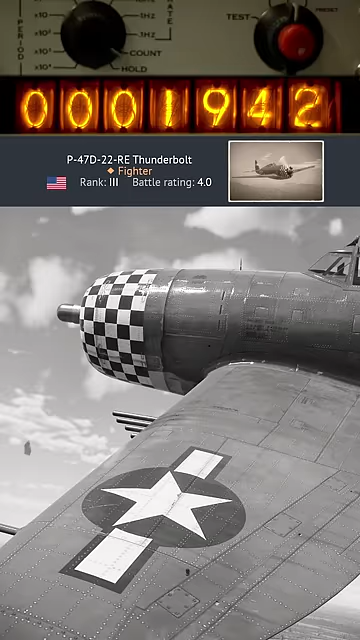 PERIOD
x10
x10²
x10³
x10⁴
1HZ
RATE
COUNT
HOLD
TEST
PRESET
0001942
P-47D-22-RE Thunderbolt
Fighter
Rank: III Battle rating: 4.0